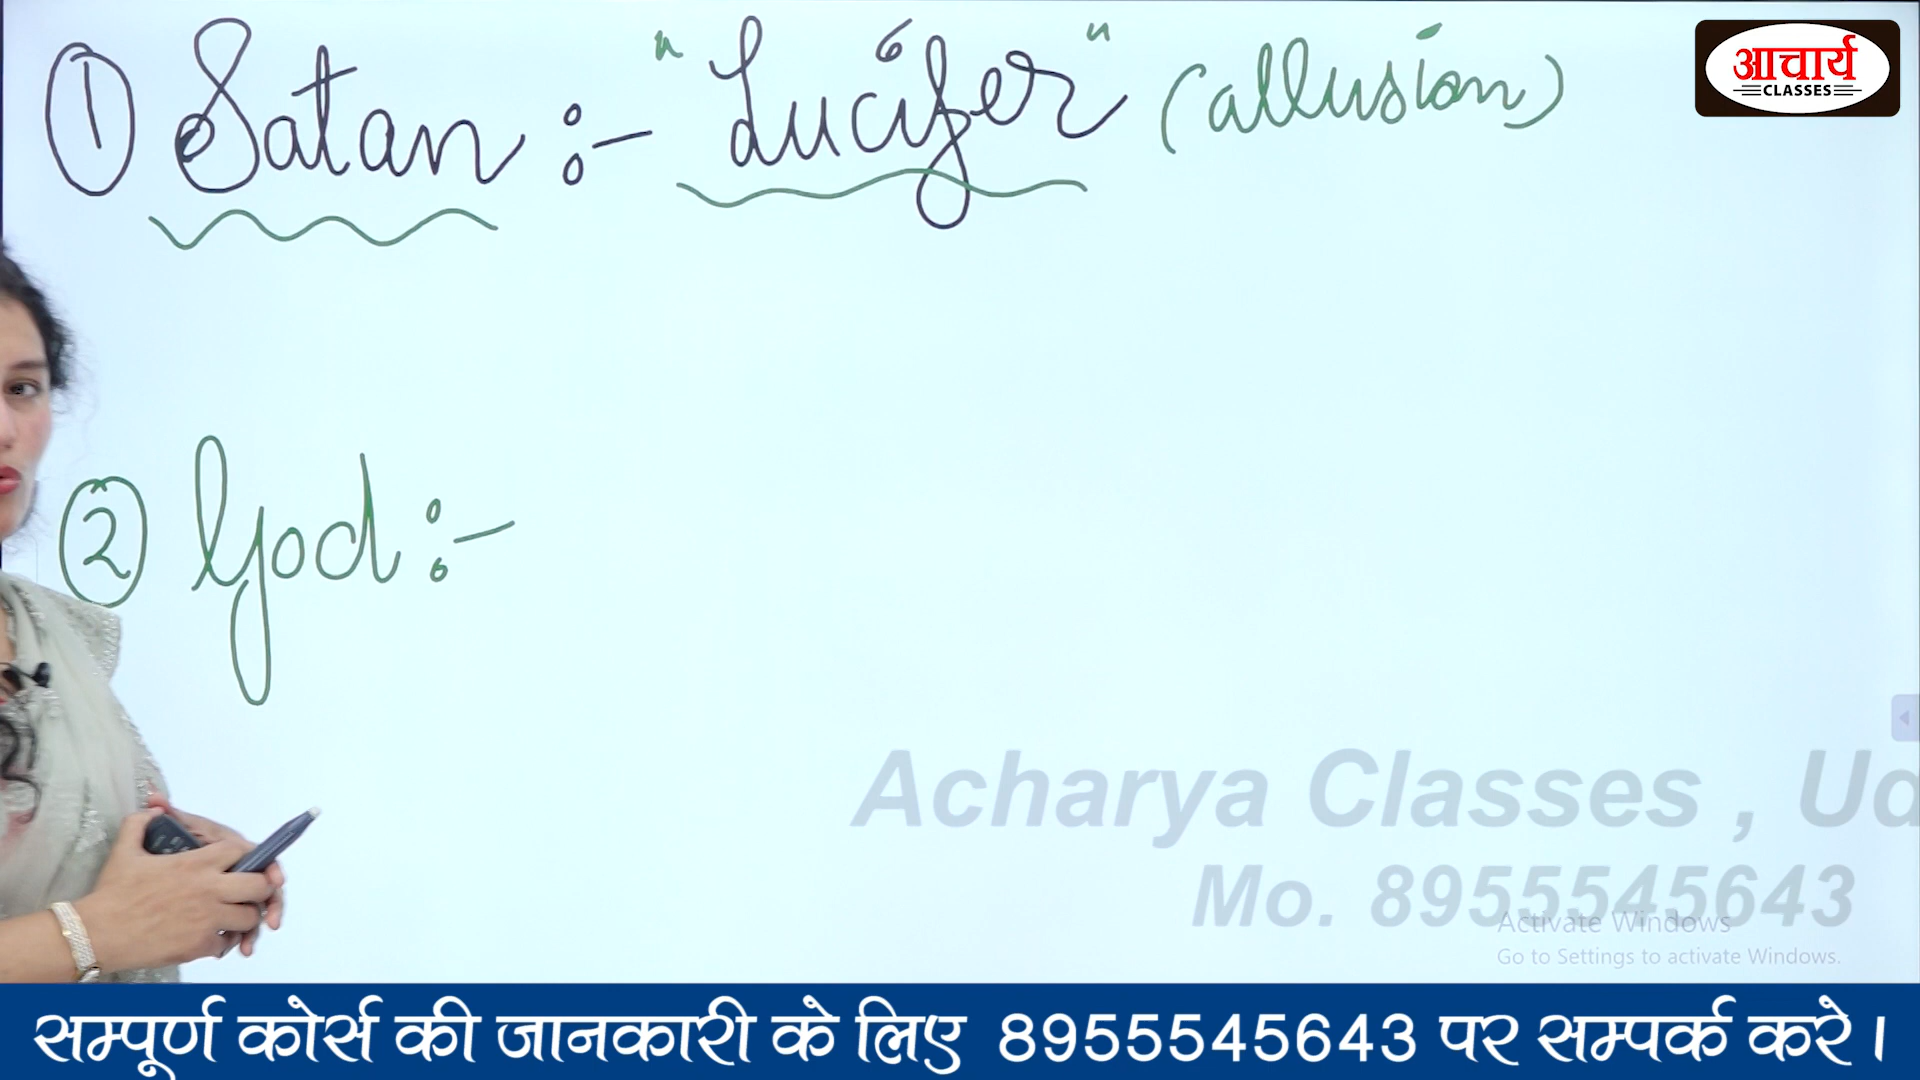 ① Satan :- "Lucifer" (allusion)
आचार्य
CLASSES
② God :-
Acharya Classes , Ud
Mo. 8955545643
Activate Windows
Go to Settings to activate Windows.
सम्पूर्ण कोर्स की जानकारी के लिए 8955545643 पर सम्पर्क करे।